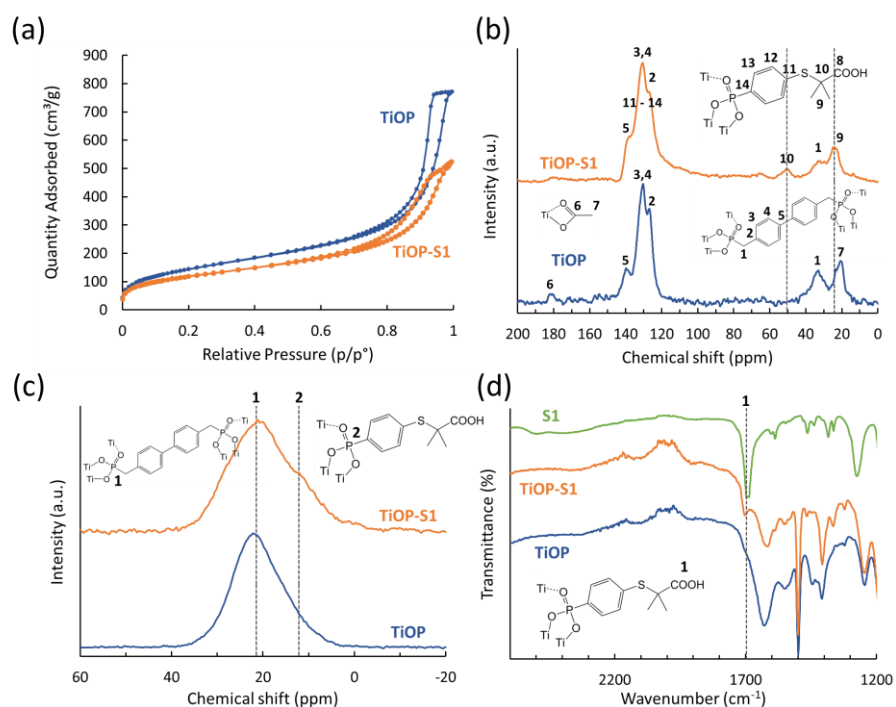 (a)
900
800
700
600
500
400
300
200
100
0
0 0.2 0.4 0.6 0.8 1
Quantity Adsorbed (cm³/g)
Relative Pressure (p/p°)
TiOP
TiOP-S1
(b)
3,4
2
11 - 14
5
TiOP-S1
10
1
9
12
13
11
10
8
S
COOH
14
9
O
P
O
O
Ti
Ti
Ti
3,4
2
5
6
TiOP
1
7
6
7
Ti
O
O
3
4
5
2
1
Ti
O
P
O
O
Ti
Ti
P
O
O
O
Ti
Ti
Ti
Intensity (a.u.)
200 180 160 140 120 100 80 60 40 20 0
Chemical shift (ppm)
(c)
1
2
Ti
O
P
O
O
Ti
Ti
1
P
O
O
O
Ti
Ti
Ti
Ti
O
2
P
O
O
Ti
Ti
S
COOH
TiOP-S1
TiOP
Intensity (a.u.)
60 40 20 0 -20
Chemical shift (ppm)
(d)
1
S1
TiOP-S1
TiOP
1
Ti
O
P
O
O
Ti
Ti
S
COOH
Transmittance (%)
2200 1700 1200
Wavenumber (cm⁻¹)